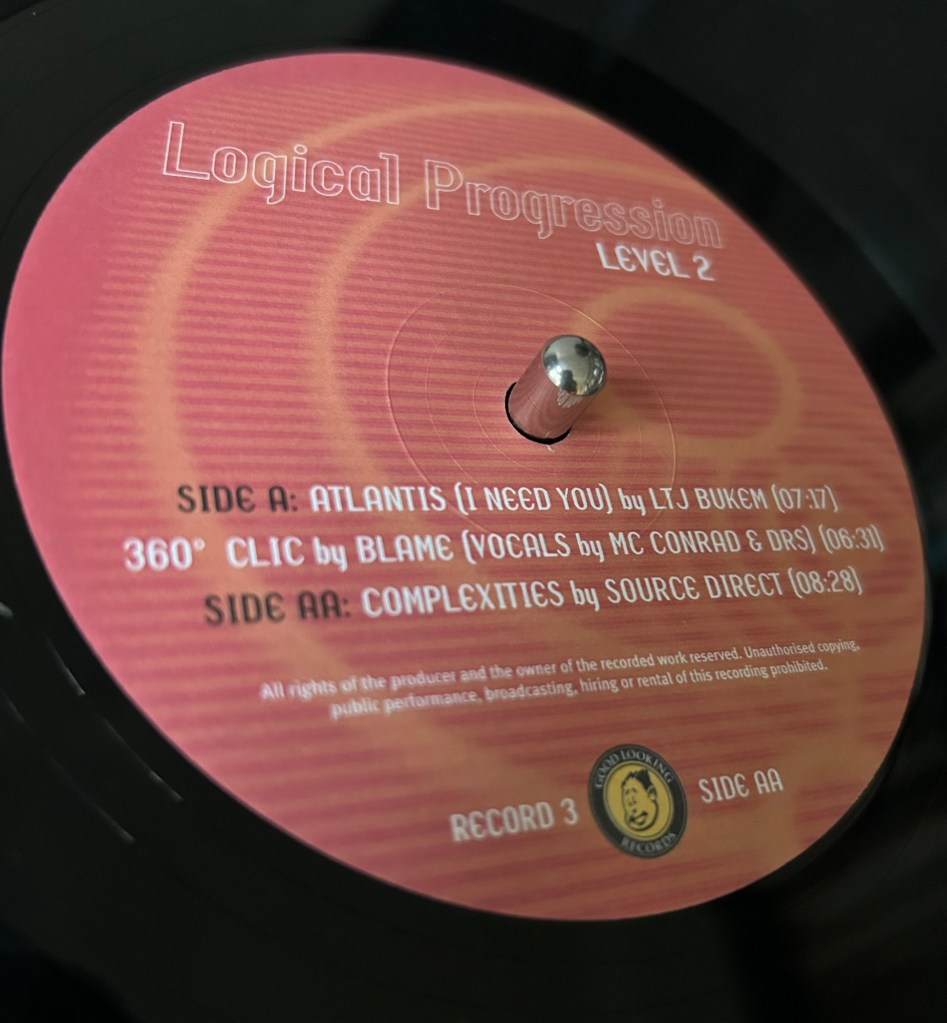 Logical Progression
LEVEL 2
SIDE A: ATLANTIS (I NEED YOU) by LTJ BUKEM (07:17)
360° CLIC by BLAME (VOCALS by MC CONRAD & DRS) (06:31)
SIDE AA: COMPLEXITIES by SOURCE DIRECT (08:28)
All rights of the producer and the owner of the recorded work reserved. Unauthorised copying,
public performance, broadcasting, hiring or rental of this recording prohibited.
RECORD 3
GOOD LOOKING
RECORDS
SIDE AA